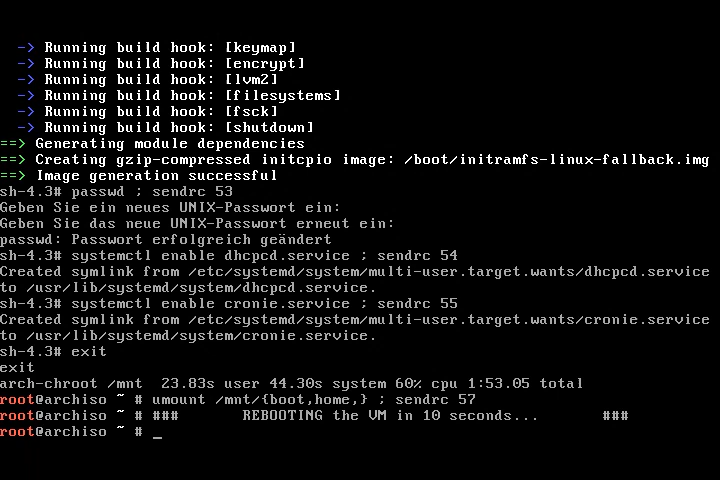 -> Running build hook: [keymap]
-> Running build hook: [encrypt]
-> Running build hook: [lvm2]
-> Running build hook: [filesystems]
-> Running build hook: [fsck]
-> Running build hook: [shutdown]
==> Generating module dependencies
==> Creating gzip-compressed initcpio image: /boot/initramfs-linux-fallback.img
==> Image generation successful
sh-4.3# passwd ; sendrc 53
Geben Sie ein neues UNIX-Passwort ein:
Geben Sie das neue UNIX-Passwort erneut ein:
passwd: Passwort erfolgreich geändert
sh-4.3# systemctl enable dhcpcd.service ; sendrc 54
Created symlink from /etc/systemd/system/multi-user.target.wants/dhcpcd.service
to /usr/lib/systemd/system/dhcpcd.service.
sh-4.3# systemctl enable cronie.service ; sendrc 55
Created symlink from /etc/systemd/system/multi-user.target.wants/cronie.service
to /usr/lib/systemd/system/cronie.service.
sh-4.3# exit
exit
arch-chroot /mnt  23.83s user 44.30s system 60% cpu 1:53.05 total
root@archiso ~ # umount /mnt/{boot,home,} ; sendrc 57
root@archiso ~ # ###       REBOOTING the VM in 10 seconds...       ###
root@archiso ~ # _